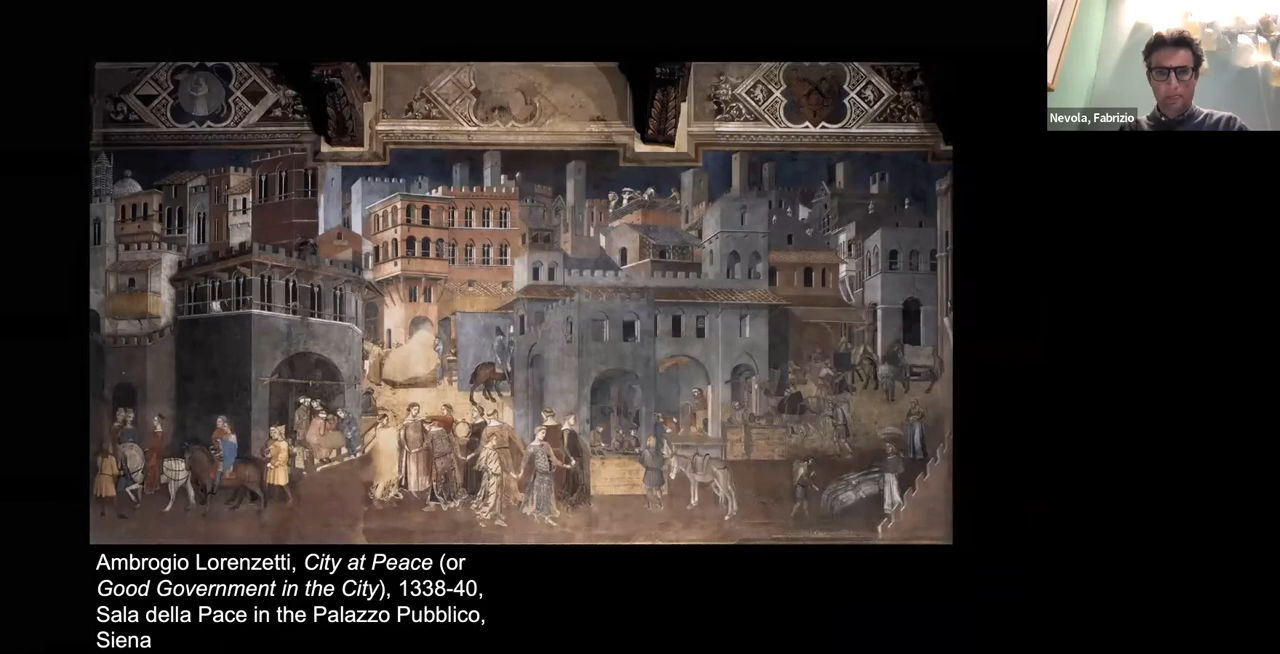 Nevola, Fabrizio
Ambrogio Lorenzetti, City at Peace (or
Good Government in the City), 1338-40,
Sala della Pace in the Palazzo Pubblico,
Siena